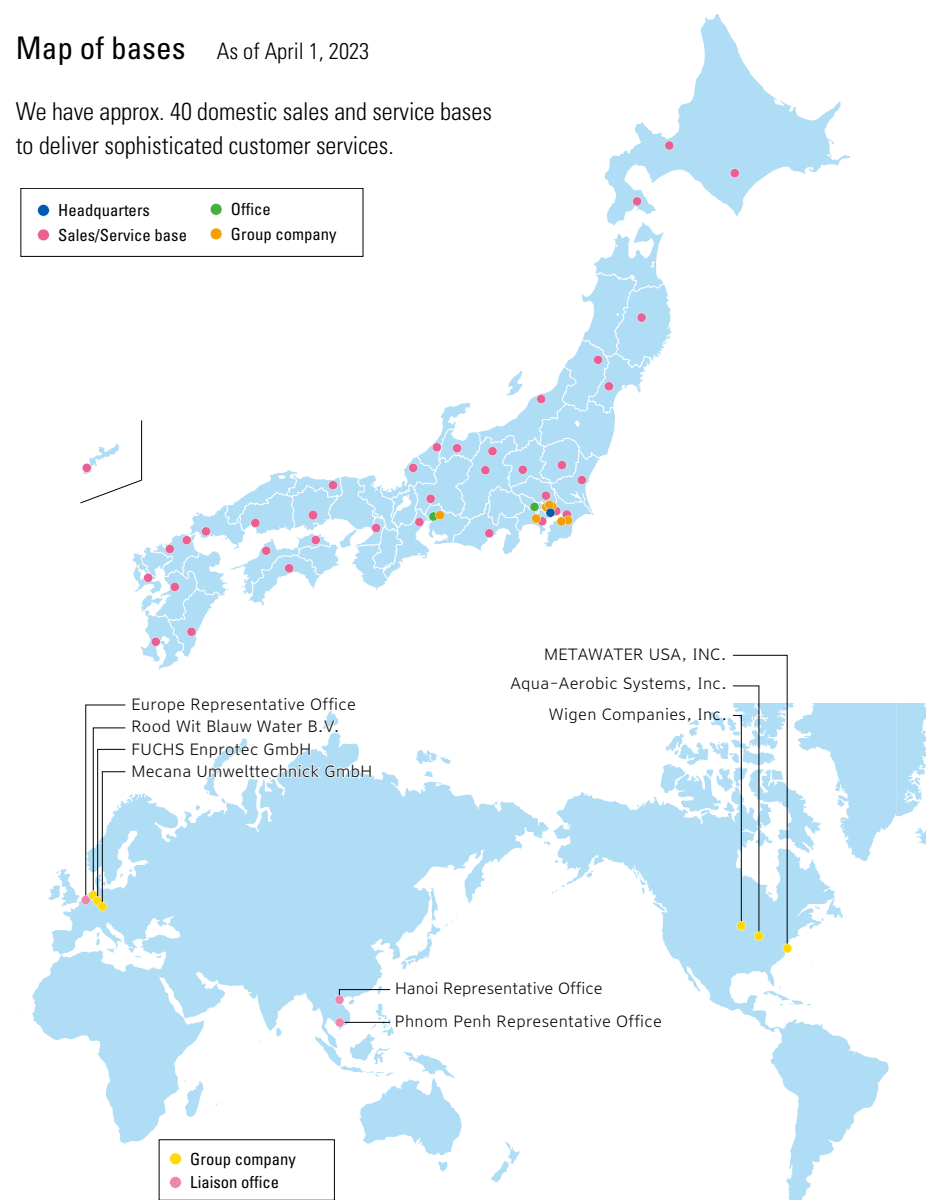 Map of bases As of April 1, 2023
We have approx. 40 domestic sales and service bases
to deliver sophisticated customer services.
Headquarters
Office
Sales/Service base
Group company
METAWATER USA, INC.
Aqua-Aerobic Systems, Inc.
Wigen Companies, Inc.
Europe Representative Office
Rood Wit Blauw Water B.V.
FUCHS Enprotec GmbH
Mecana Umwelttechnick GmbH
Hanoi Representative Office
Phnom Penh Representative Office
Group company
Liaison office